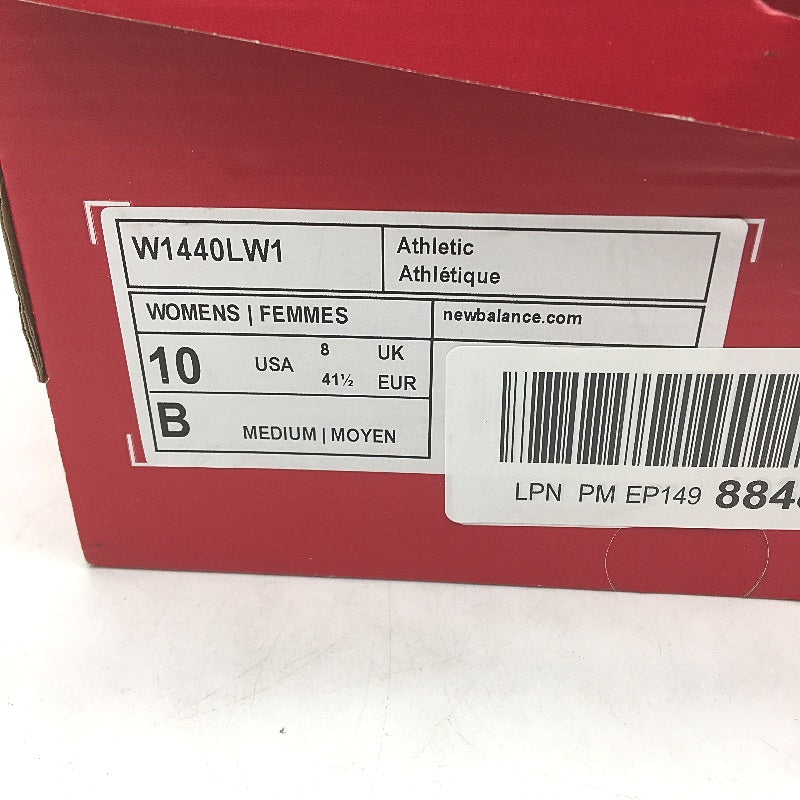 W1440LW1
Athletic
Athlétique
WOMENS | FEMMES
newbalance.com
10 USA 8 UK
41½ EUR
B MEDIUM | MOYEN
LPN PM EP149 884